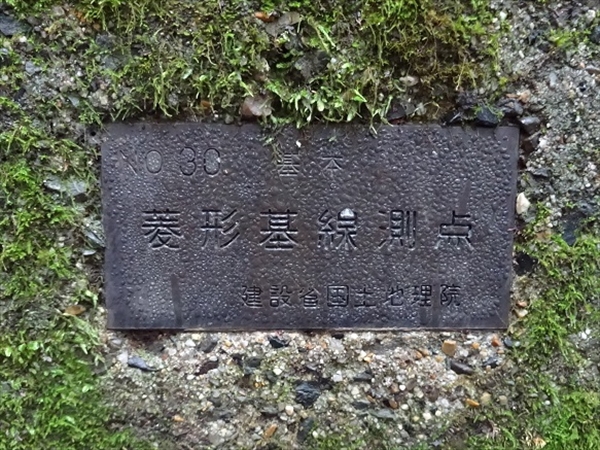 NO 30. 基本
菱形基線測点
建設省国土地理院